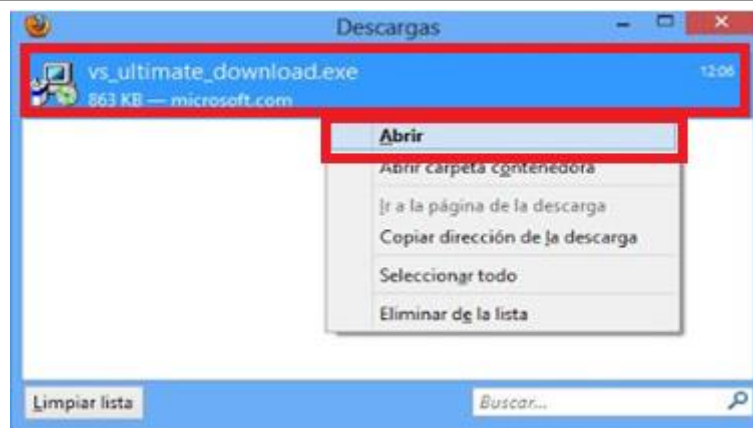 Descargas
vs_ultimate_download.exe
12:06
863 KB — microsoft.com
Abrir
Abrir carpeta contenedora
Ir a la página de la descarga
Copiar dirección de la descarga
Seleccionar todo
Eliminar de la lista
Limpiar lista
Buscar...